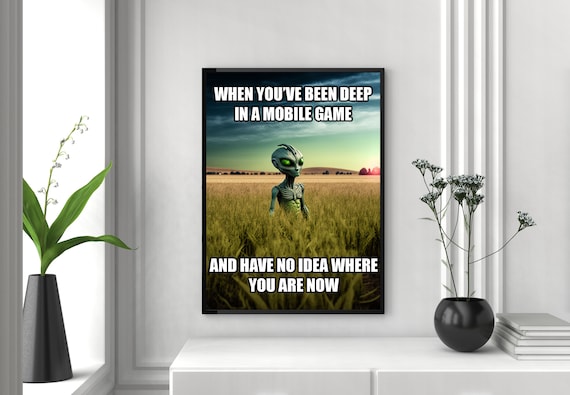 WHEN YOU'VE BEEN DEEP
IN A MOBILE GAME
AND HAVE NO IDEA WHERE
YOU ARE NOW